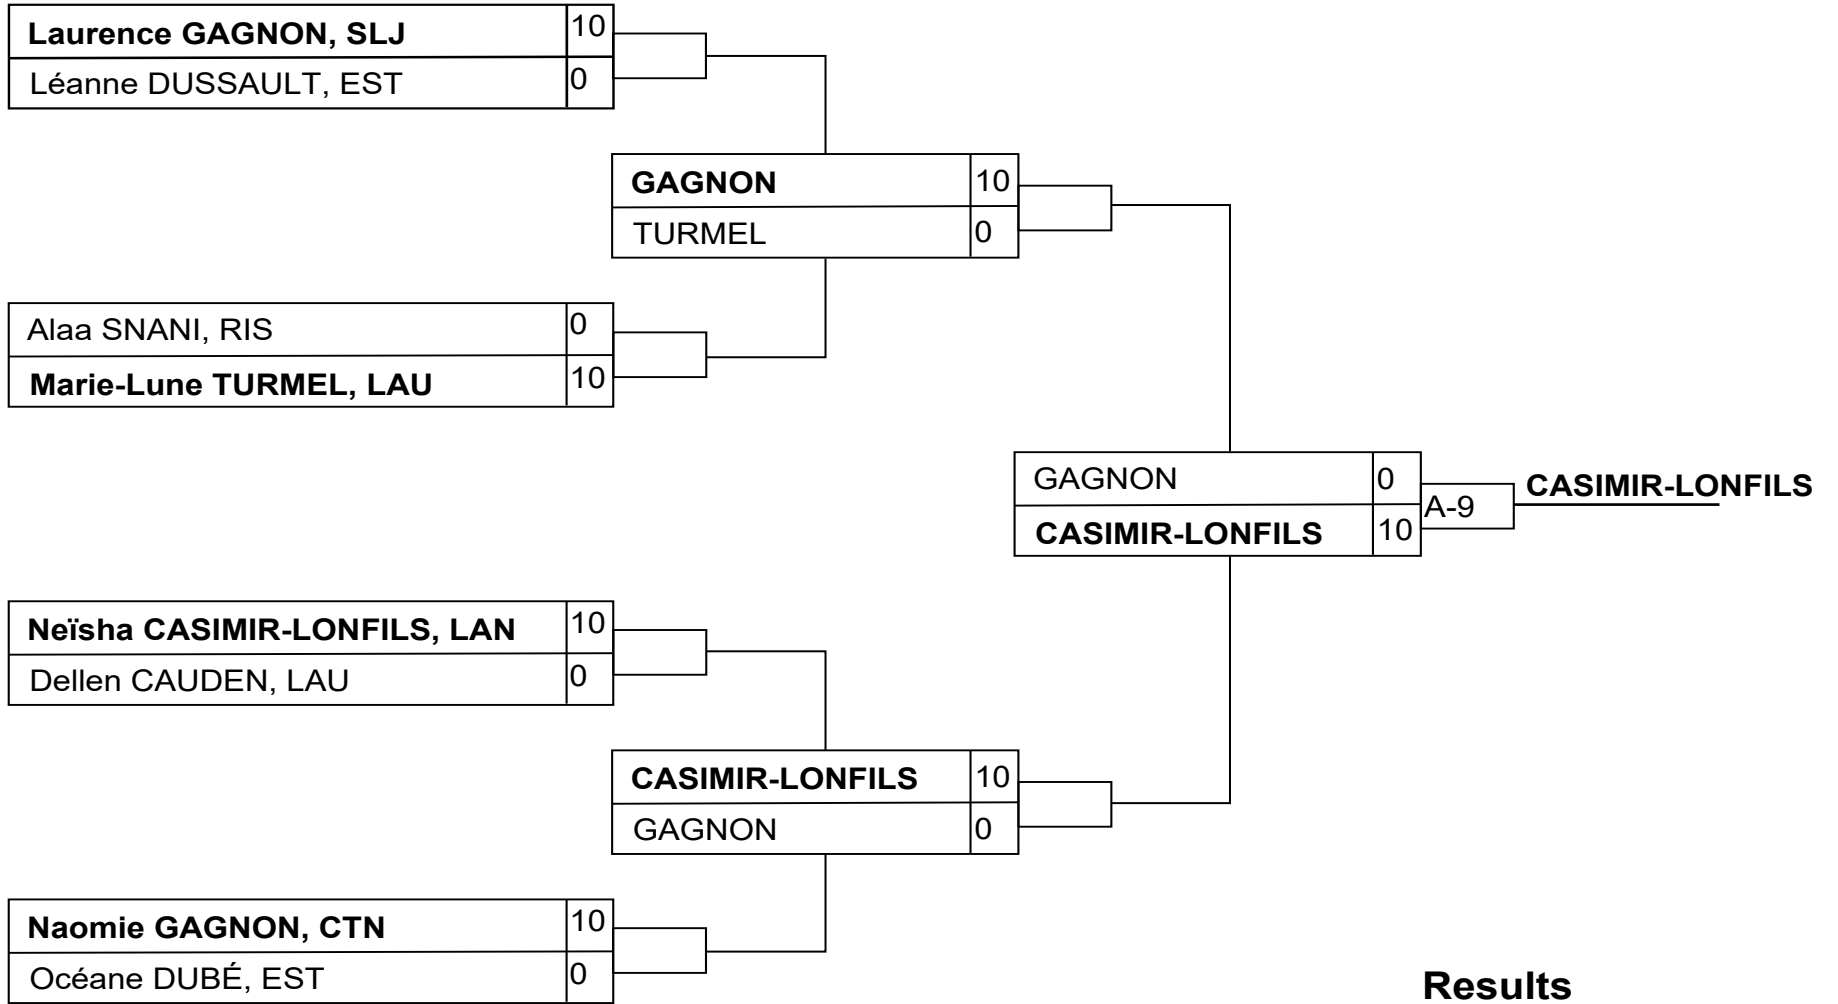 Laurence GAGNON, SLJ 10
Léanne DUSSAULT, EST 0
GAGNON 10
TURMEL 0
Alaa SNANI, RIS 0
Marie-Lune TURMEL, LAU 10
GAGNON 0
CASIMIR-LONFILS 10
A-9
CASIMIR-LONFILS
Neïsha CASIMIR-LONFILS, LAN 10
Dellen CAUDEN, LAU 0
CASIMIR-LONFILS 10
GAGNON 0
Naomie GAGNON, CTN 10
Océane DUBÉ, EST 0
Results